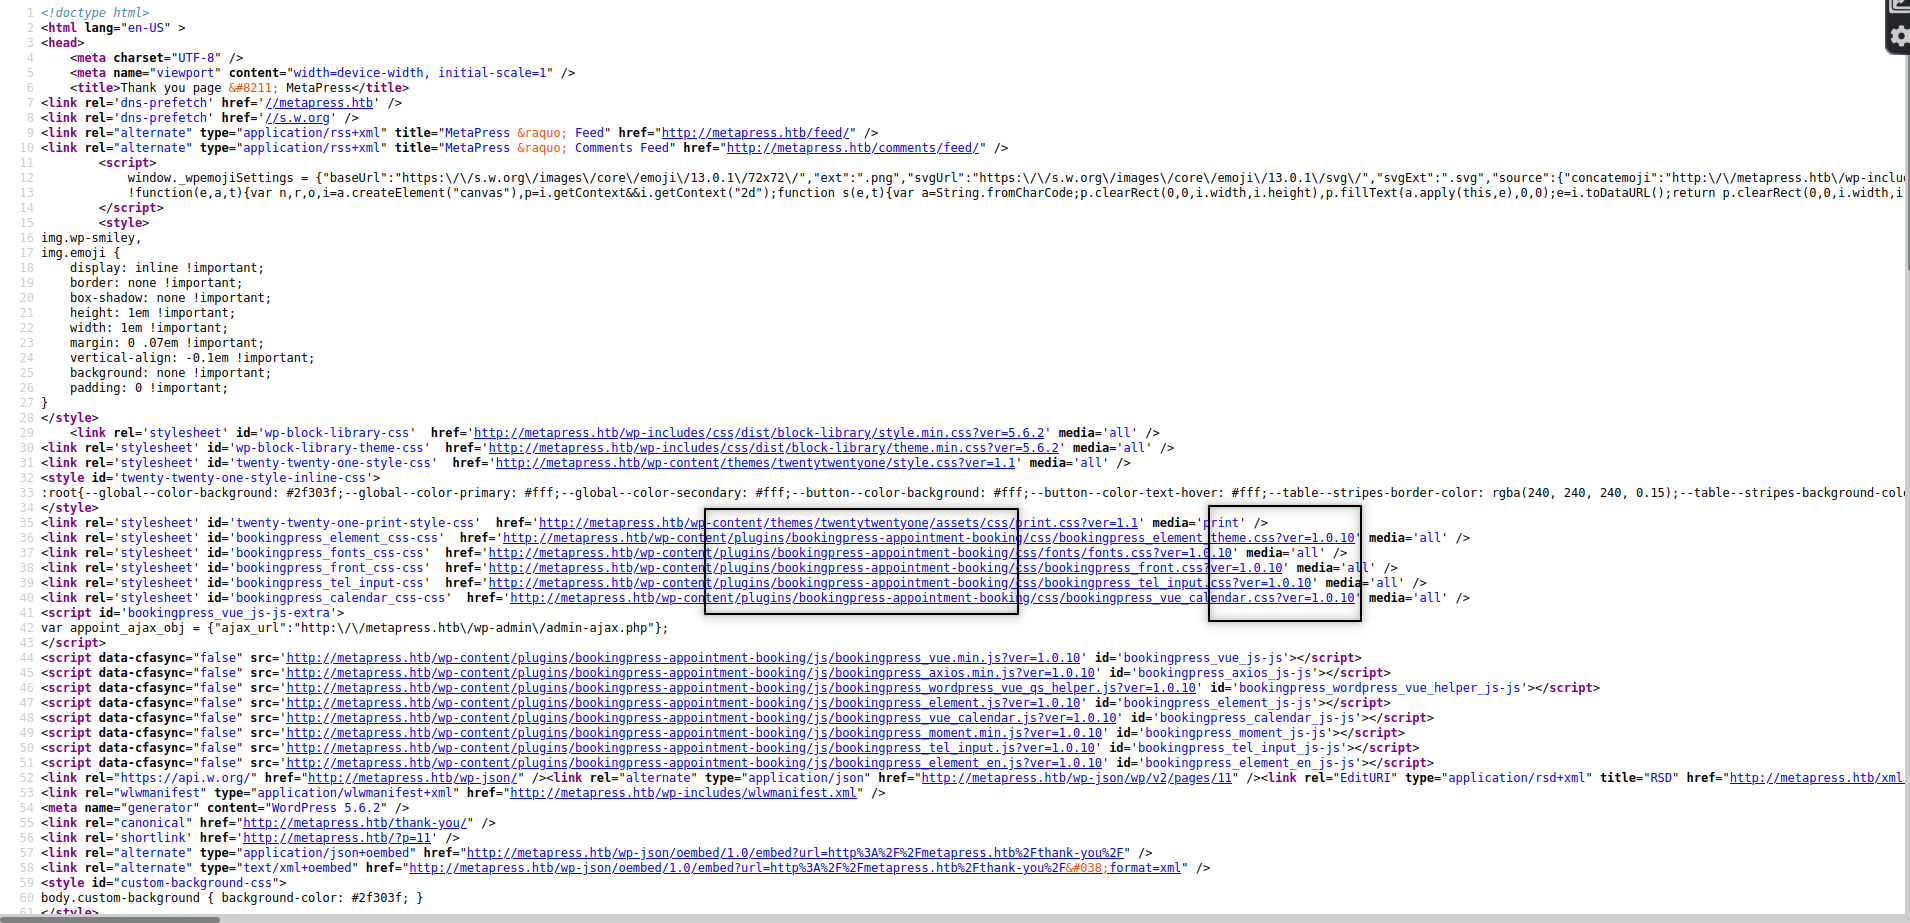 1 <!doctype html>
2 <html lang="en-US" >
3 <head>
4 <meta charset="UTF-8" />
5 <meta name="viewport" content="width=device-width, initial-scale=1" />
6 <title>Thank you page &#8211; MetaPress</title>
7 <link rel='dns-prefetch' href='//metapress.htb' />
8 <link rel='dns-prefetch' href='//s.w.org' />
9 <link rel="alternate" type="application/rss+xml" title="MetaPress &raquo; Feed" href="http://metapress.htb/feed/" />
10 <link rel="alternate" type="application/rss+xml" title="MetaPress &raquo; Comments Feed" href="http://metapress.htb/comments/feed/" />
11 <script>
12 window._wpemojiSettings = {"baseUrl":"https:\/\/s.w.org\/images\/core\/emoji\/13.0.1\/72x72\/","ext":".png","svgUrl":"https:\/\/s.w.org\/images\/core\/emoji\/13.0.1\/svg\/","svgExt":".svg","source":{"concatemoji":"http:\/\/metapress.htb\/wp-inclu
13 !function(e,a,t){var n,r,o,i=a.createElement("canvas"),p=i.getContext&&i.getContext("2d");function s(e,t){var a=String.fromCharCode;p.clearRect(0,0,i.width,i.height),p.fillText(a.apply(this,e),0,0);e=i.toDataURL();return p.clearRect(0,0,i.width,i
14 </script>
15 <style>
16 img.wp-smiley,
17 img.emoji {
18 display: inline !important;
19 border: none !important;
20 box-shadow: none !important;
21 height: 1em !important;
22 width: 1em !important;
23 margin: 0 .07em !important;
24 vertical-align: -0.1em !important;
25 background: none !important;
26 padding: 0 !important;
27 }
28 </style>
29 <link rel='stylesheet' id='wp-block-library-css'  href='http://metapress.htb/wp-includes/css/dist/block-library/style.min.css?ver=5.6.2' media='all' />
30 <link rel='stylesheet' id='wp-block-library-theme-css'  href='http://metapress.htb/wp-includes/css/dist/block-library/theme.min.css?ver=5.6.2' media='all' />
31 <link rel='stylesheet' id='twenty-twenty-one-style-css'  href='http://metapress.htb/wp-content/themes/twentytwentyone/style.css?ver=1.1' media='all' />
32 <style id='twenty-twenty-one-style-inline-css'>
33 :root{--global--color-background: #2f303f;--global--color-primary: #fff;--global--color-secondary: #fff;--button--color-background: #fff;--button--color-text-hover: #fff;--table--stripes-border-color: rgba(240, 240, 240, 0.15);--table--stripes-background-col
34 </style>
35 <link rel='stylesheet' id='twenty-twenty-one-print-style-css'  href='http://metapress.htb/wp-content/themes/twentytwentyone/assets/css/print.css?ver=1.1' media='print' />
36 <link rel='stylesheet' id='bookingpress_element_css-css'  href='http://metapress.htb/wp-content/plugins/bookingpress-appointment-booking/css/bookingpress_element_theme.css?ver=1.0.10' media='all' />
37 <link rel='stylesheet' id='bookingpress_fonts_css-css'  href='http://metapress.htb/wp-content/plugins/bookingpress-appointment-booking/css/fonts/fonts.css?ver=1.0.10' media='all' />
38 <link rel='stylesheet' id='bookingpress_front_css-css'  href='http://metapress.htb/wp-content/plugins/bookingpress-appointment-booking/css/bookingpress_front.css?ver=1.0.10' media='all' />
39 <link rel='stylesheet' id='bookingpress_tel_input-css'  href='http://metapress.htb/wp-content/plugins/bookingpress-appointment-booking/css/bookingpress_tel_input.css?ver=1.0.10' media='all' />
40 <link rel='stylesheet' id='bookingpress_calendar_css-css'  href='http://metapress.htb/wp-content/plugins/bookingpress-appointment-booking/css/bookingpress_vue_calendar.css?ver=1.0.10' media='all' />
41 <script id='bookingpress_vue_js-js-extra'>
42 var appoint_ajax_obj = {"ajax_url":"http:\/\/metapress.htb\/wp-admin\/admin-ajax.php"};
43 </script>
44 <script data-cfasync="false" src='http://metapress.htb/wp-content/plugins/bookingpress-appointment-booking/js/bookingpress_vue.min.js?ver=1.0.10' id='bookingpress_vue_js-js'></script>
45 <script data-cfasync="false" src='http://metapress.htb/wp-content/plugins/bookingpress-appointment-booking/js/bookingpress_axios.min.js?ver=1.0.10' id='bookingpress_axios_js-js'></script>
46 <script data-cfasync="false" src='http://metapress.htb/wp-content/plugins/bookingpress-appointment-booking/js/bookingpress_wordpress_vue_qs_helper.js?ver=1.0.10' id='bookingpress_wordpress_vue_helper_js-js'></script>
47 <script data-cfasync="false" src='http://metapress.htb/wp-content/plugins/bookingpress-appointment-booking/js/bookingpress_element.js?ver=1.0.10' id='bookingpress_element_js-js'></script>
48 <script data-cfasync="false" src='http://metapress.htb/wp-content/plugins/bookingpress-appointment-booking/js/bookingpress_vue_calendar.js?ver=1.0.10' id='bookingpress_calendar_js-js'></script>
49 <script data-cfasync="false" src='http://metapress.htb/wp-content/plugins/bookingpress-appointment-booking/js/bookingpress_moment.min.js?ver=1.0.10' id='bookingpress_moment_js-js'></script>
50 <script data-cfasync="false" src='http://metapress.htb/wp-content/plugins/bookingpress-appointment-booking/js/bookingpress_tel_input.js?ver=1.0.10' id='bookingpress_tel_input_js-js'></script>
51 <script data-cfasync="false" src='http://metapress.htb/wp-content/plugins/bookingpress-appointment-booking/js/bookingpress_element_en.js?ver=1.0.10' id='bookingpress_element_en_js-js'></script>
52 <link rel="https://api.w.org/" href="http://metapress.htb/wp-json/" /><link rel="alternate" type="application/json" href="http://metapress.htb/wp-json/wp/v2/pages/11" /><link rel="EditURI" type="application/rsd+xml" title="RSD" href="http://metapress.htb/xml
53 <link rel="wlwmanifest" type="application/wlwmanifest+xml" href="http://metapress.htb/wp-includes/wlwmanifest.xml" />
54 <meta name="generator" content="WordPress 5.6.2" />
55 <link rel="canonical" href="http://metapress.htb/thank-you/" />
56 <link rel='shortlink' href='http://metapress.htb/?p=11' />
57 <link rel="alternate" type="application/json+oembed" href="http://metapress.htb/wp-json/oembed/1.0/embed?url=http%3A%2F%2Fmetapress.htb%2Fthank-you%2F" />
58 <link rel="alternate" type="text/xml+oembed" href="http://metapress.htb/wp-json/oembed/1.0/embed?url=http%3A%2F%2Fmetapress.htb%2Fthank-you%2F&#038;format=xml" />
59 <style id="custom-background-css">
60 body.custom-background { background-color: #2f303f; }
61 </style>